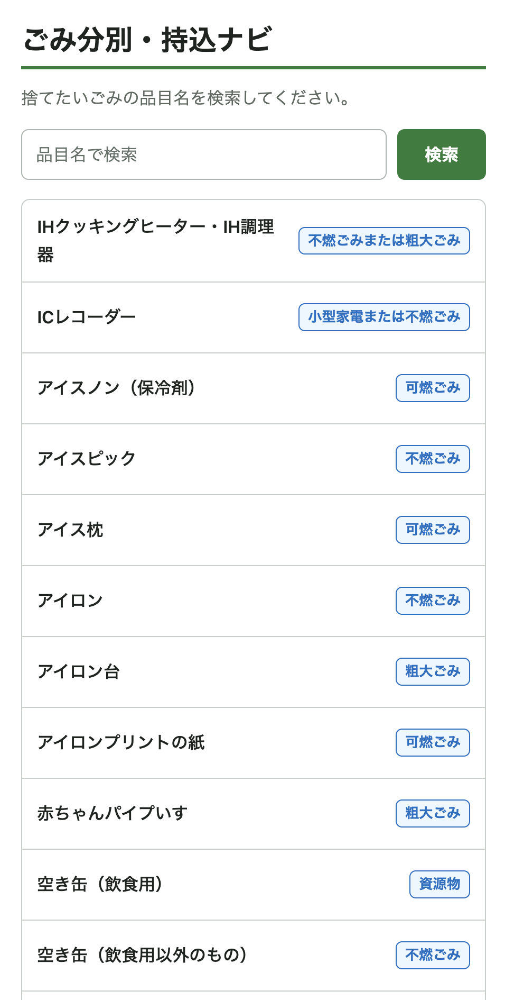 ごみ分別・持込ナビ
捨てたいごみの品目名を検索してください。
品目名で検索
検索
IHクッキングヒーター・IH調理
器
不燃ごみまたは粗大ごみ
ICレコーダー
小型家電または不燃ごみ
アイスノン（保冷剤）
可燃ごみ
アイスピック
不燃ごみ
アイス枕
可燃ごみ
アイロン
不燃ごみ
アイロン台
粗大ごみ
アイロンプリントの紙
可燃ごみ
赤ちゃんパイプいす
粗大ごみ
空き缶（飲食用）
資源物
空き缶（飲食用以外のもの）
不燃ごみ